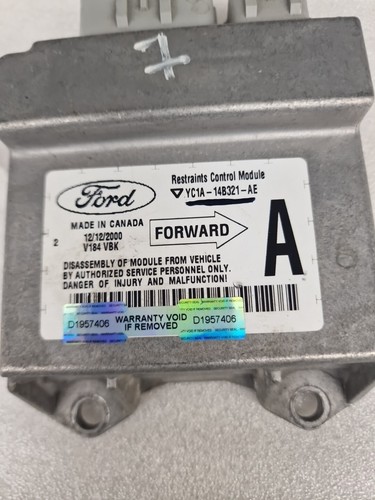 7
Ford
Restraints Control Module
YC1A-14B321-AE
MADE IN CANADA
12/12/2000
V184 VBK
2
FORWARD
A
DISASSEMBLY OF MODULE FROM VEHICLE
BY AUTHORIZED SERVICE PERSONNEL ONLY.
DANGER OF INJURY AND MALFUNCTION!
D1957406
WARRANTY VOID
IF REMOVED
D1957406